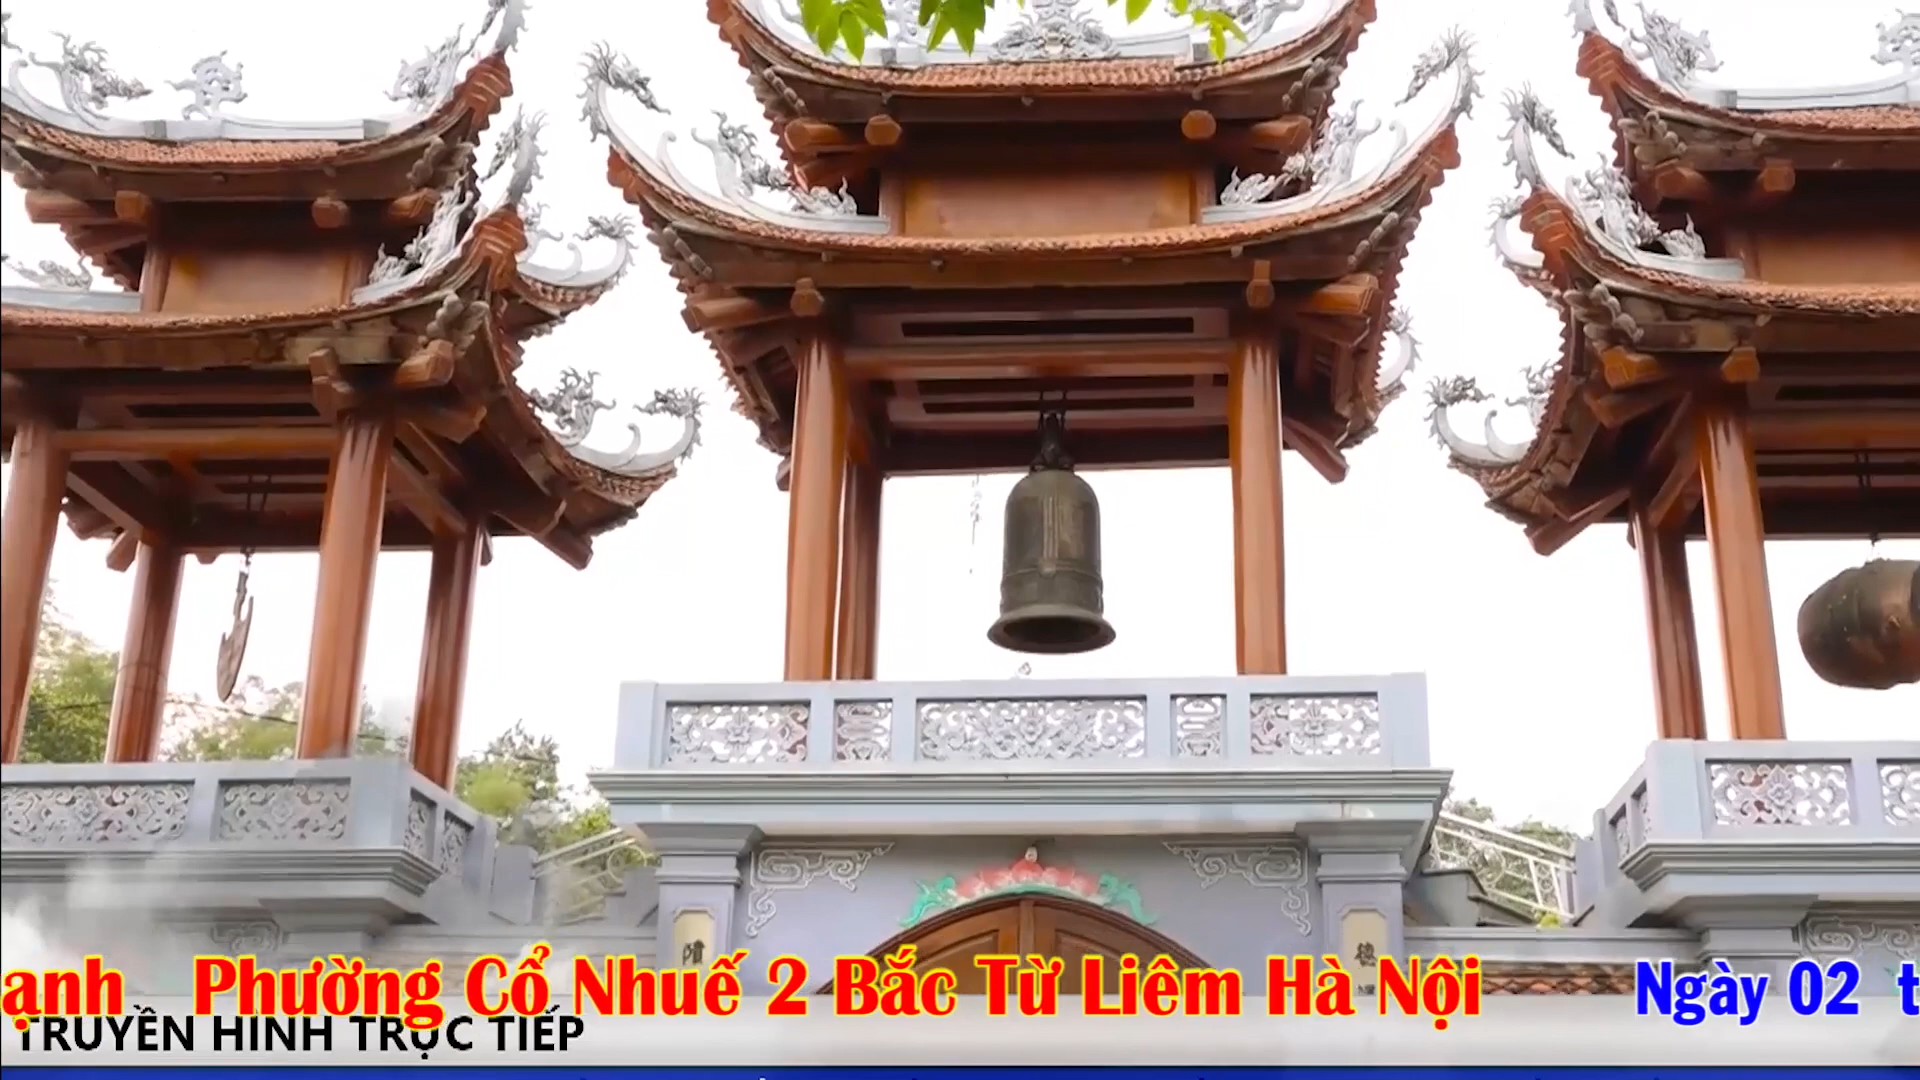 ạnh Phường Cổ Nhuế 2 Bắc Từ Liêm Hà Nội Ngày 02 t
TRUYỀN HÌNH TRỰC TIẾP